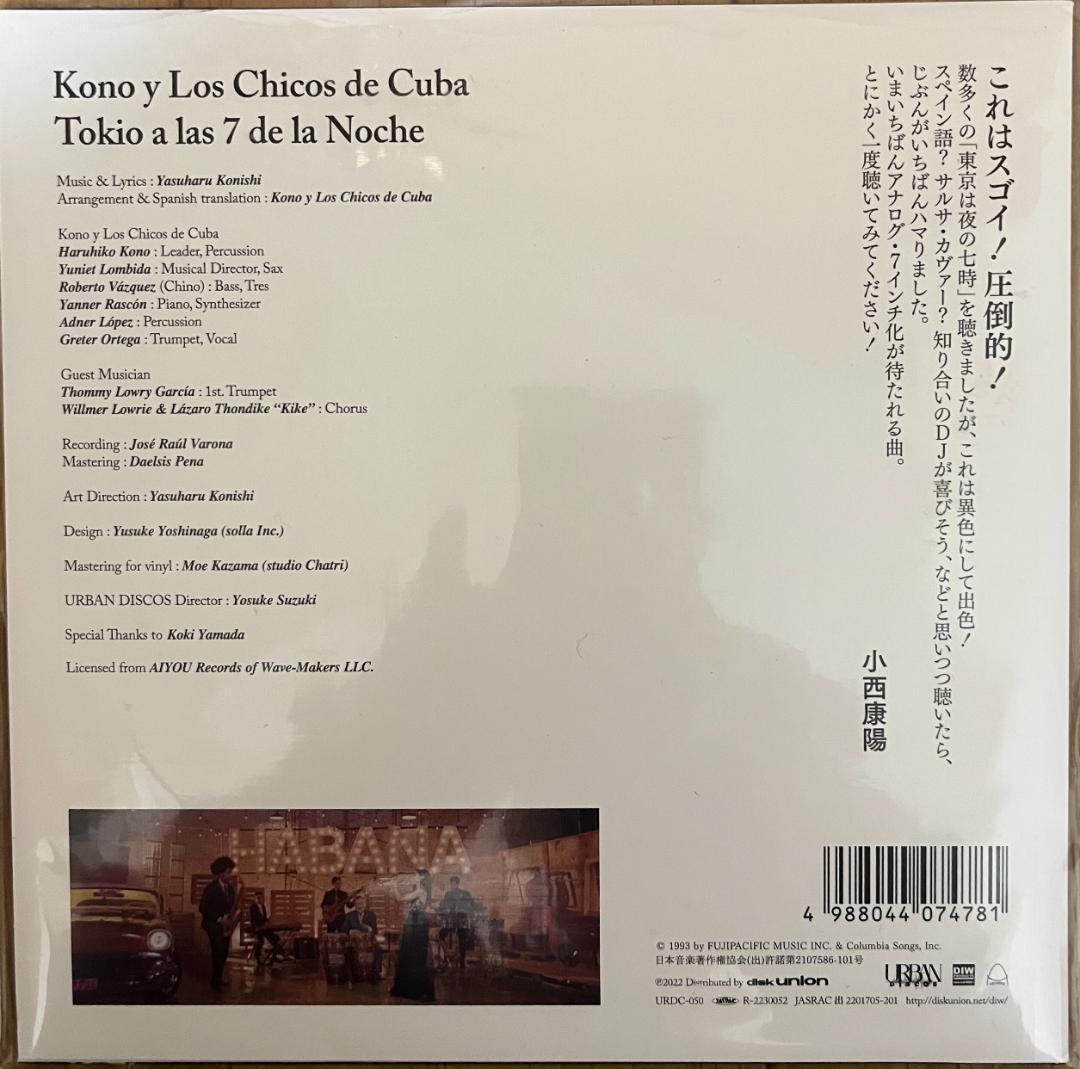 Kono y Los Chicos de Cuba
Tokio a las 7 de la Noche
Music & Lyrics : Yasuharu Konishi
Arrangement & Spanish translation : Kono y Los Chicos de Cuba
Kono y Los Chicos de Cuba
Haruhiko Kono : Leader, Percussion
Yuniet Lombida : Musical Director, Sax
Roberto Vázquez (Chino) : Bass, Tres
Yanner Rascón : Piano, Synthesizer
Adner López : Percussion
Greter Ortega : Trumpet, Vocal
Guest Musician
Thommy Lowry García : 1st. Trumpet
Willmer Lowrie & Lázaro Thondike “Kike” : Chorus
Recording : José Raúl Varona
Mastering : Daelsis Pena
Art Direction : Yasuharu Konishi
Design : Yusuke Yoshinaga (solla Inc.)
Mastering for vinyl : Moe Kazama (studio Chatri)
URBAN DISCOS Director : Yosuke Suzuki
Special Thanks to Koki Yamada
Licensed from AIYOU Records of Wave-Makers LLC.
これはスゴイ！圧倒的！
数多くの「東京は夜の七時」を聴きましたが、これは異色にして出色！
スペイン語？サルサ・カヴァー？知り合いのDJが喜びそう、などと思いつつ聴いたら、
じぶんがいちばんハマりました。
いまいちばんアナログ・7インチ化が待たれる曲。
とにかく一度聴いてみてください！
小西康陽
HABANA
4 988044 074781
© 1993 by FUJIPACIFIC MUSIC INC. & Columbia Songs, Inc.
日本音楽著作権協会(出)許諾第2107586-101号
℗2022 Distributed by diskunion
URBAN DISCOS
DIW
URDC-050 R-2230052 JASRAC 出 2201705-201 http://diskunion.net/diw/